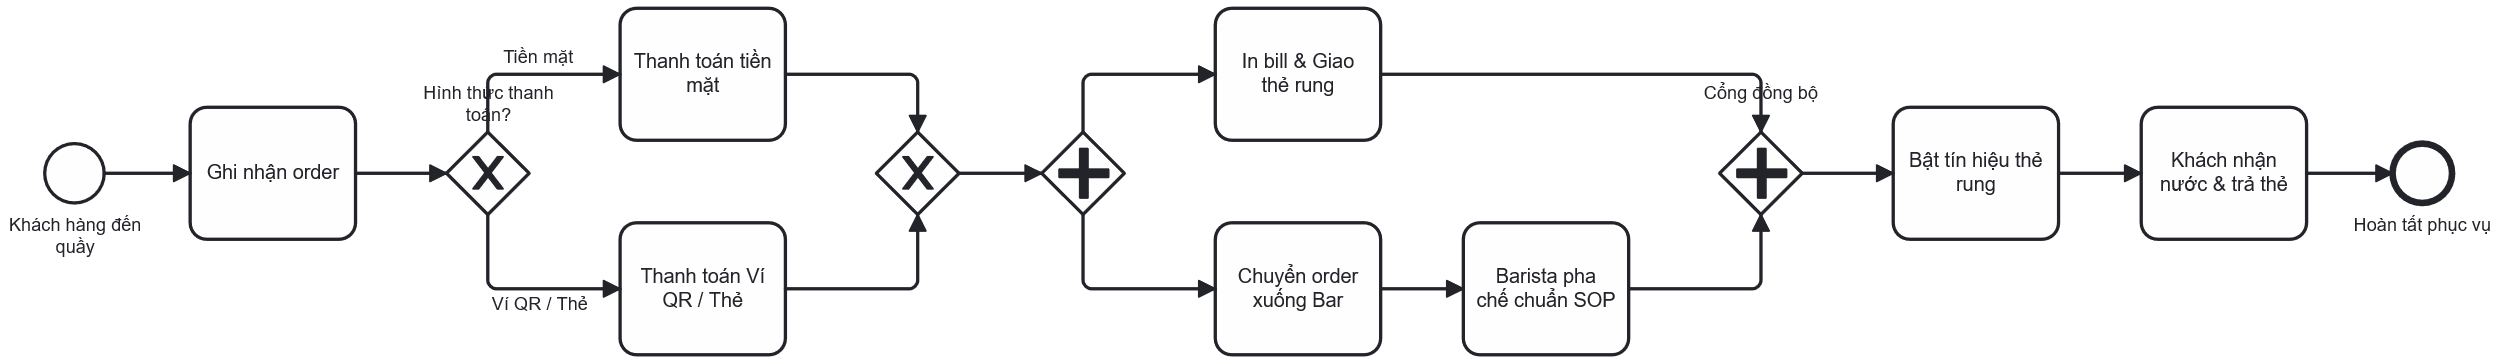 Khách hàng đến
quầy
Ghi nhận order
Hình thức thanh
toán?
Tiền mặt
Ví QR / Thẻ
Thanh toán tiền
mặt
Thanh toán Ví
QR / Thẻ
In bill & Giao
thẻ rung
Chuyển order
xuống Bar
Barista pha
chế chuẩn SOP
Cổng đồng bộ
Bật tín hiệu thẻ
rung
Khách nhận
nước & trả thẻ
Hoàn tất phục vụ